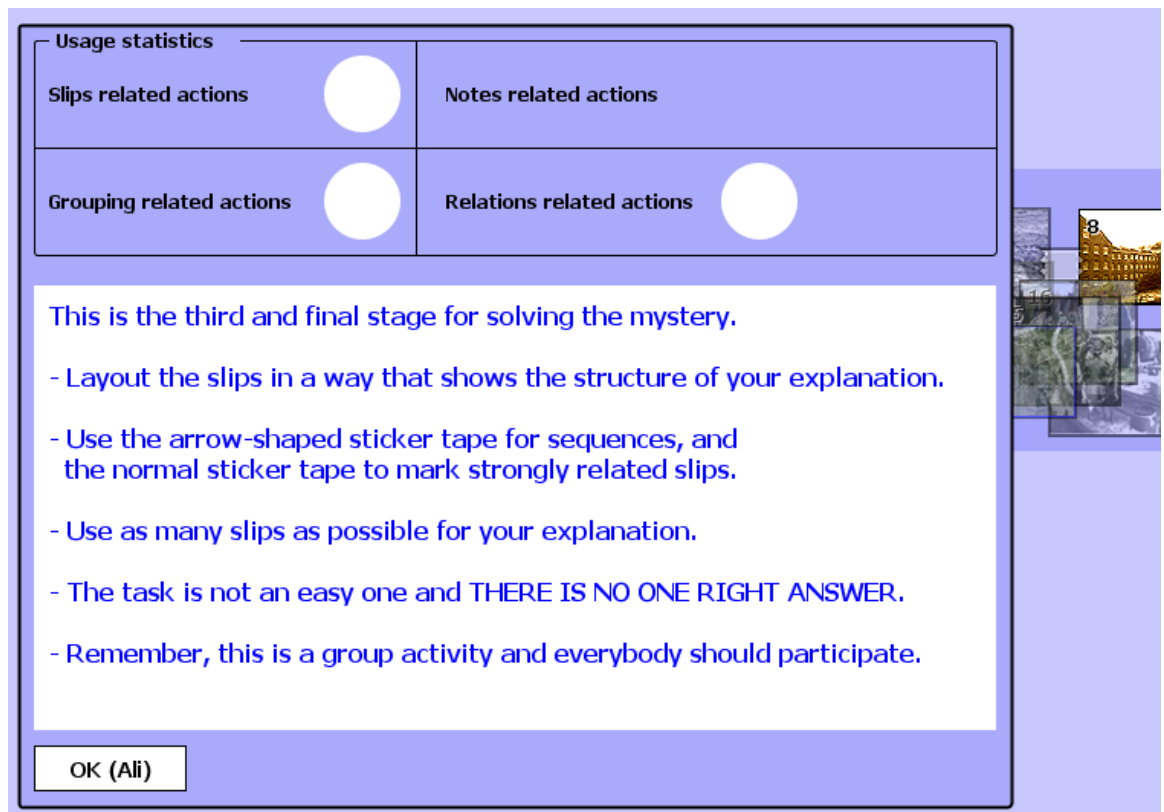 Usage statistics
Slips related actions
Notes related actions
Grouping related actions
Relations related actions
This is the third and final stage for solving the mystery.
- Layout the slips in a way that shows the structure of your explanation.
- Use the arrow-shaped sticker tape for sequences, and
the normal sticker tape to mark strongly related slips.
- Use as many slips as possible for your explanation.
- The task is not an easy one and THERE IS NO ONE RIGHT ANSWER.
- Remember, this is a group activity and everybody should participate.
OK (Ali)
8
16